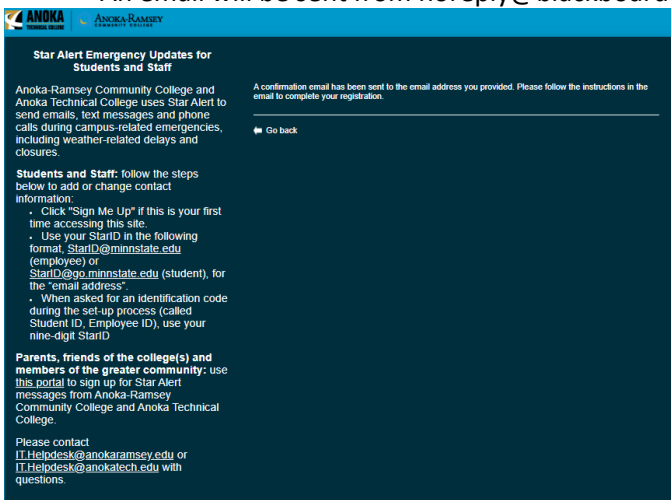 An email will be sent from noreply@blackboard
ANOKA
TECHNICAL COLLEGE
ANOKA-RAMSEY
COMMUNITY COLLEGE
Star Alert Emergency Updates for
Students and Staff
Anoka-Ramsey Community College and
Anoka Technical College uses Star Alert to
send emails, text messages and phone
calls during campus-related emergencies,
including weather-related delays and
closures.
Students and Staff: follow the steps
below to add or change contact
information:
• Click "Sign Me Up" if this is your first
time accessing this site.
• Use your StarID in the following
format, StarID@minnstate.edu
(employee) or
StarID@go.minnstate.edu (student), for
the "email address".
• When asked for an identification code
during the set-up process (called
Student ID, Employee ID), use your
nine-digit StarID
Parents, friends of the college(s) and
members of the greater community: use
this portal to sign up for Star Alert
messages from Anoka-Ramsey
Community College and Anoka Technical
College.
Please contact
IT.Helpdesk@anokaramsey.edu or
IT.Helpdesk@anokatech.edu with
questions.
A confirmation email has been sent to the email address you provided. Please follow the instructions in the
email to complete your registration.
Go back